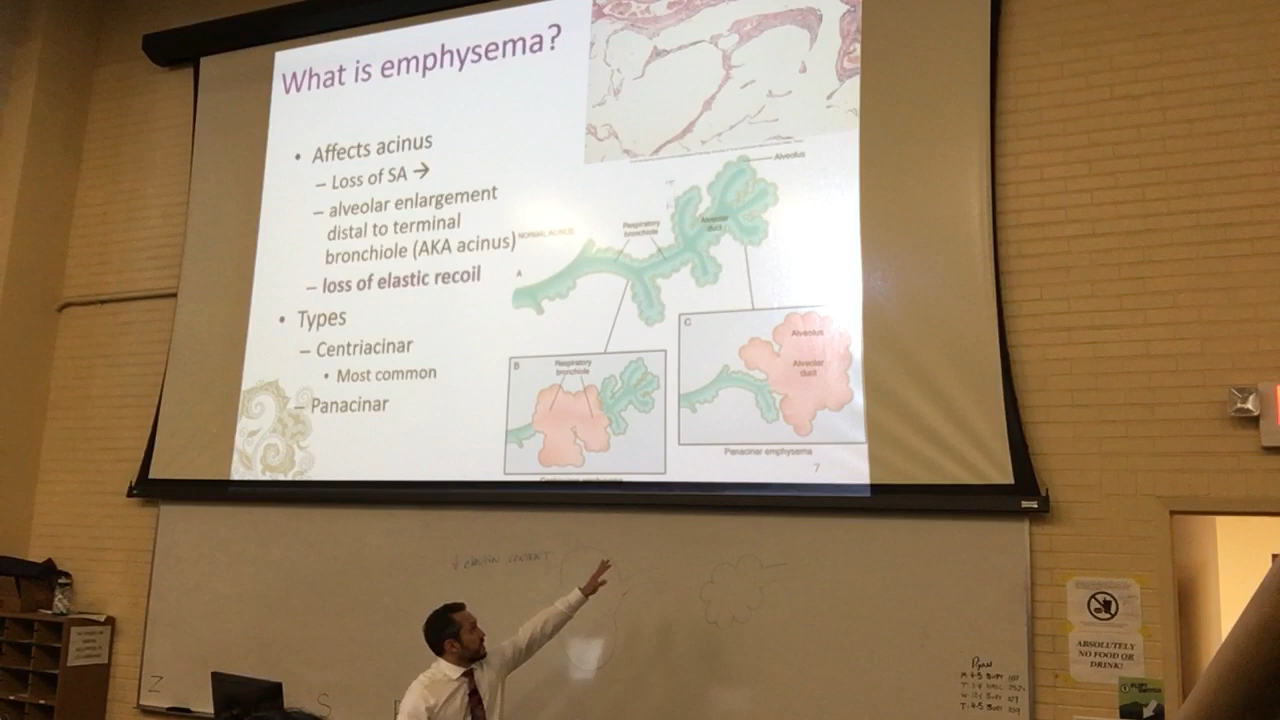 What is emphysema?
• Affects acinus
– Loss of SA →
– alveolar enlargement
distal to terminal
bronchiole (AKA acinus)
– loss of elastic recoil
• Types
– Centriacinar
• Most common
– Panacinar
Alveolus
Respiratory
bronchiole
Alveolar
duct
NORMAL ACINUS
A
B
Respiratory
bronchiole
C
Alveolus
Alveolar
duct
Panacinar emphysema
7
Z
S
ABSOLUTELY
NO FOOD OR
DRINK!